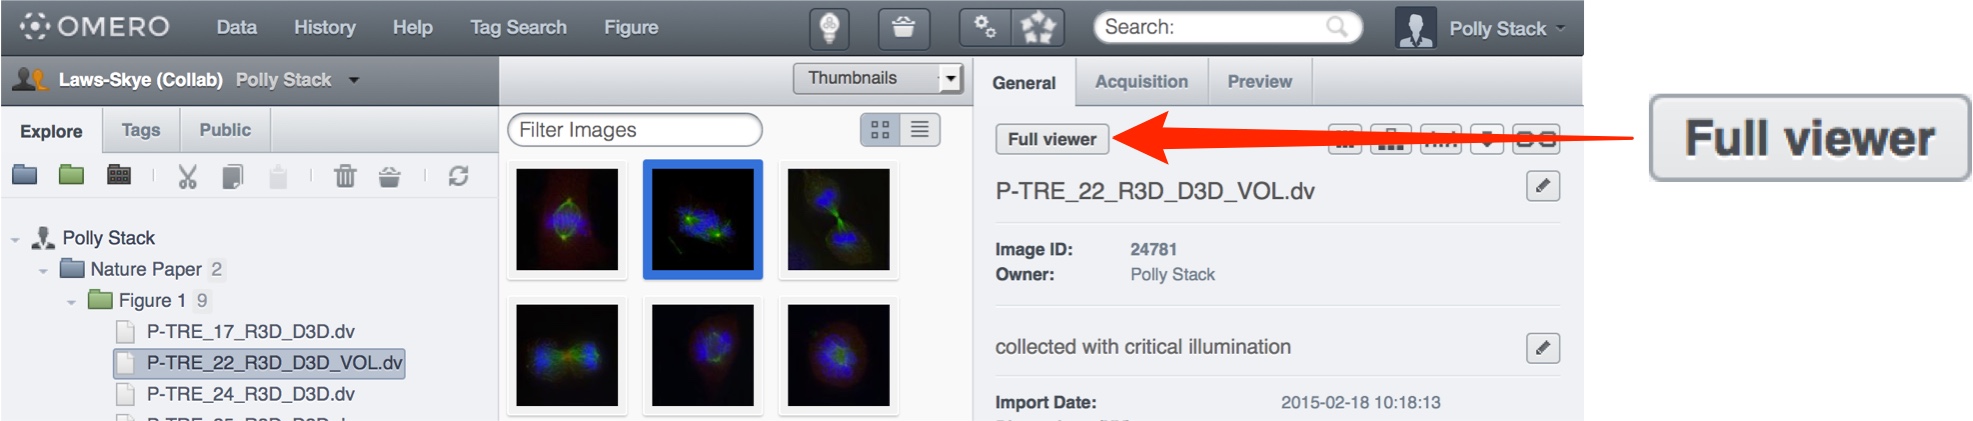 OMERO Data History Help Tag Search Figure Search: Polly Stack
Laws-Skye (Collab) Polly Stack
Thumbnails
General Acquisition Preview
Explore Tags Public
Filter Images
Full viewer
Full viewer
P-TRE_22_R3D_D3D_VOL.dv
Polly Stack
Nature Paper 2
Figure 1 9
P-TRE_17_R3D_D3D.dv
P-TRE_22_R3D_D3D_VOL.dv
P-TRE_24_R3D_D3D.dv
Image ID: 24781
Owner: Polly Stack
collected with critical illumination
Import Date: 2015-02-18 10:18:13